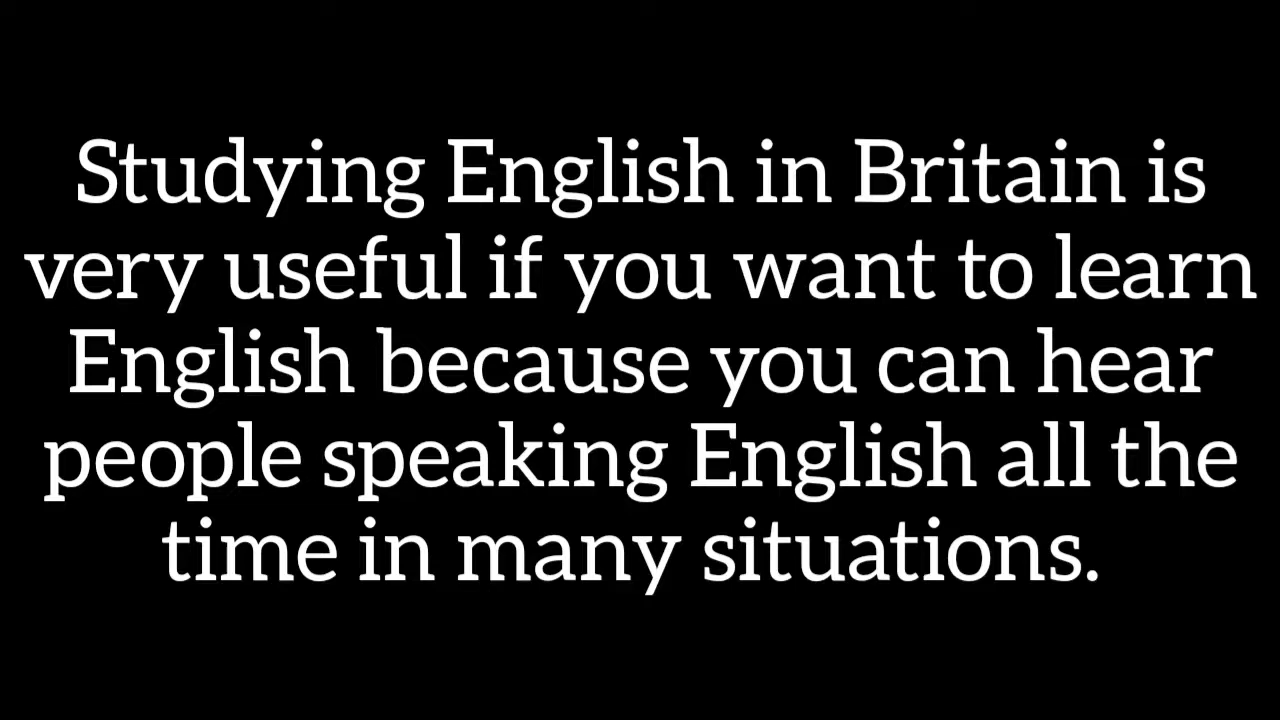 Studying English in Britain is
very useful if you want to learn
English because you can hear
people speaking English all the
time in many situations.